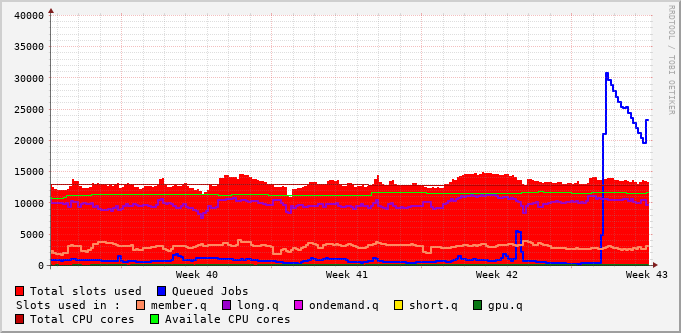 RRDTOOL / TOBI OETIKER
40000
35000
30000
25000
20000
15000
10000
5000
0
Week 40 Week 41 Week 42 Week 43
Total slots used Queued Jobs
Slots used in : member.q long.q ondemand.q short.q gpu.q
Total CPU cores Availale CPU cores